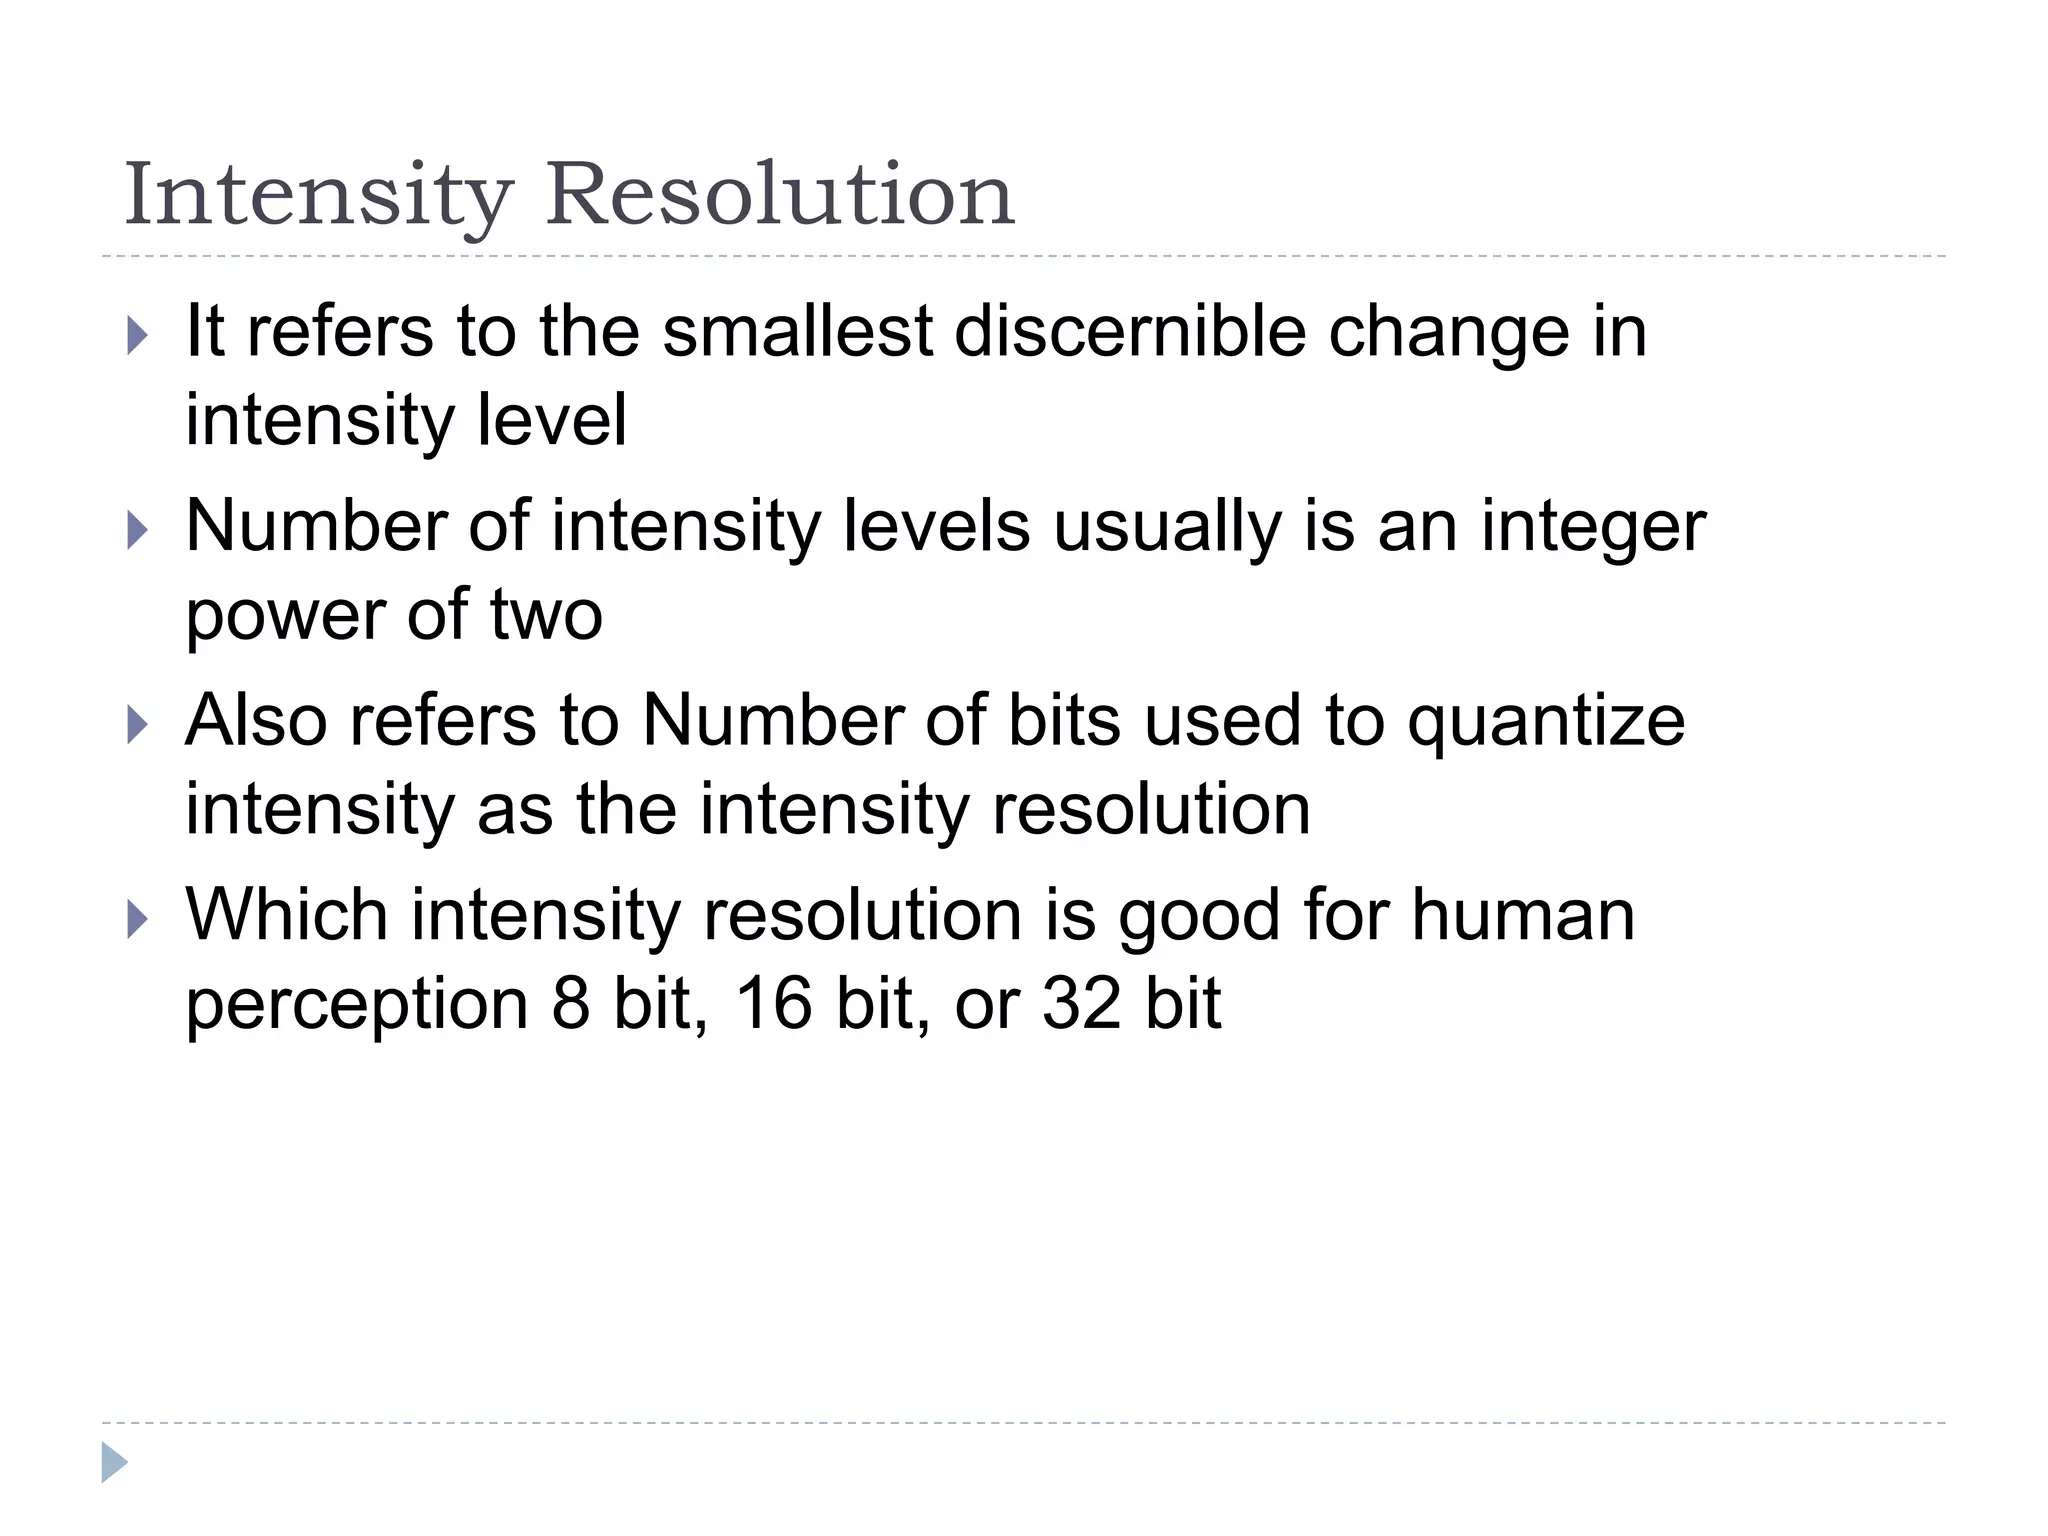 Intensity Resolution
It refers to the smallest discernible change in
intensity level
Number of intensity levels usually is an integer
power of two
Also refers to Number of bits used to quantize
intensity as the intensity resolution
Which intensity resolution is good for human
perception 8 bit, 16 bit, or 32 bit